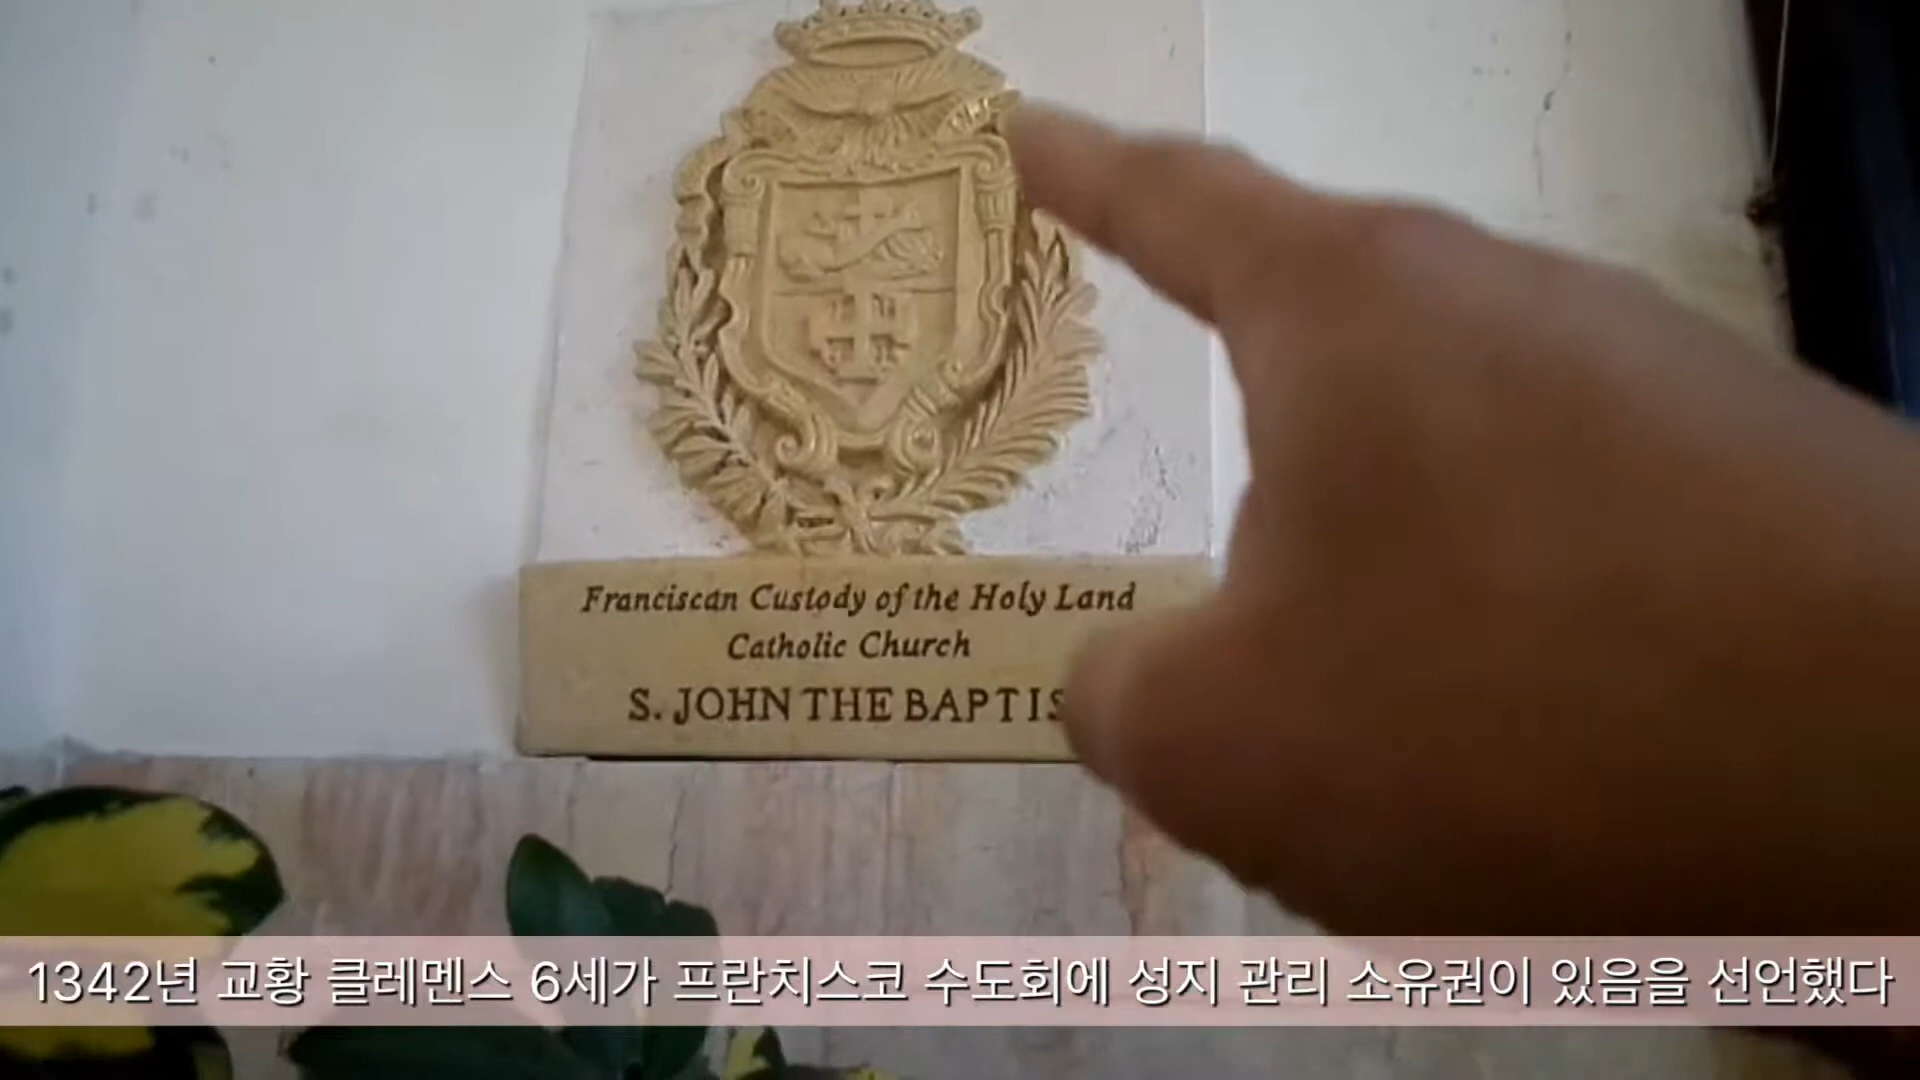 Franciscan Custody of the Holy Land
Catholic Church
S. JOHN THE BAPTIS
1342년 교황 클레멘스 6세가 프란치스코 수도회에 성지 관리 소유권이 있음을 선언했다